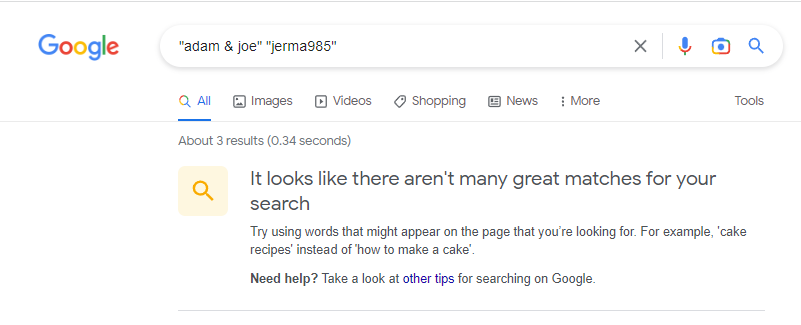 Google
"adam & joe" "jerma985"
All Images Videos Shopping News More Tools
About 3 results (0.34 seconds)
It looks like there aren't many great matches for your
search
Try using words that might appear on the page that you're looking for. For example, 'cake
recipes' instead of 'how to make a cake'.
Need help? Take a look at other tips for searching on Google.